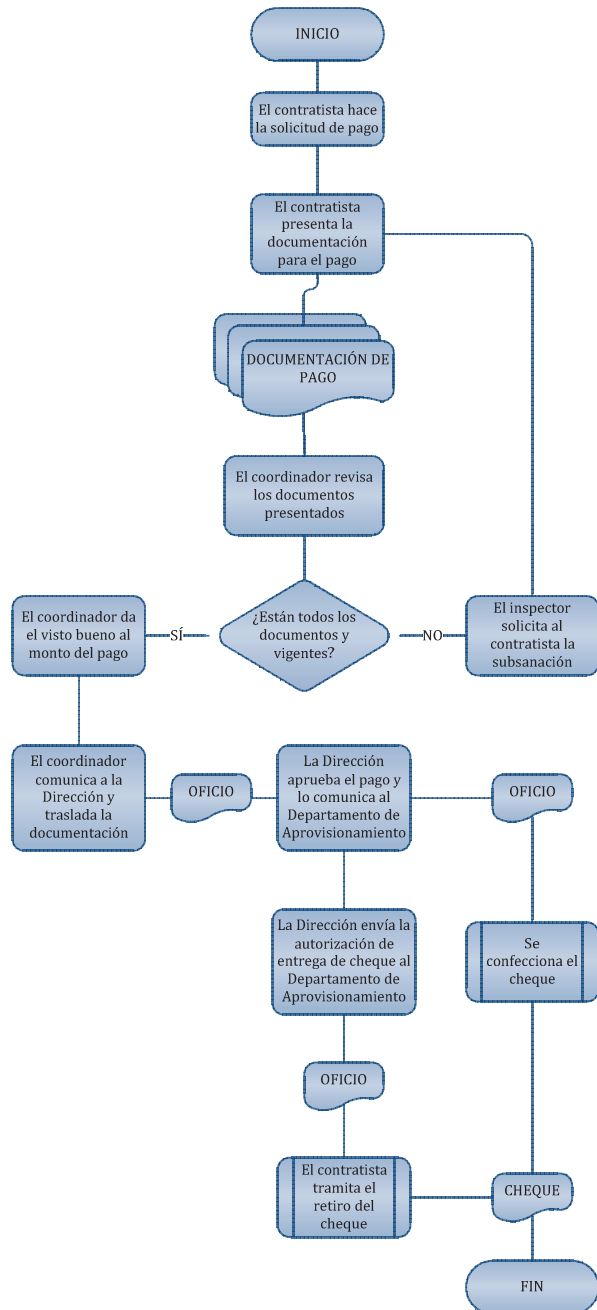 INICIO
El contratista hace
la solicitud de pago
El contratista
presenta la
documentación
para el pago
DOCUMENTACIÓN DE
PAGO
El coordinador revisa
los documentos
presentados
El coordinador da
el visto bueno al
monto del pago
SÍ
¿Están todos los
documentos y
vigentes?
NO
El inspector
solicita al
contratista la
subsanación
El coordinador
comunica a la
Dirección y
traslada la
documentación
OFICIO
La Dirección
aprueba el pago y
lo comunica al
Departamento de
Aprovisionamiento
OFICIO
La Dirección envía la
autorización de
entrega de cheque al
Departamento de
Aprovisionamiento
Se
confecciona el
cheque
OFICIO
El contratista
tramita el
retiro del
cheque
CHEQUE
FIN